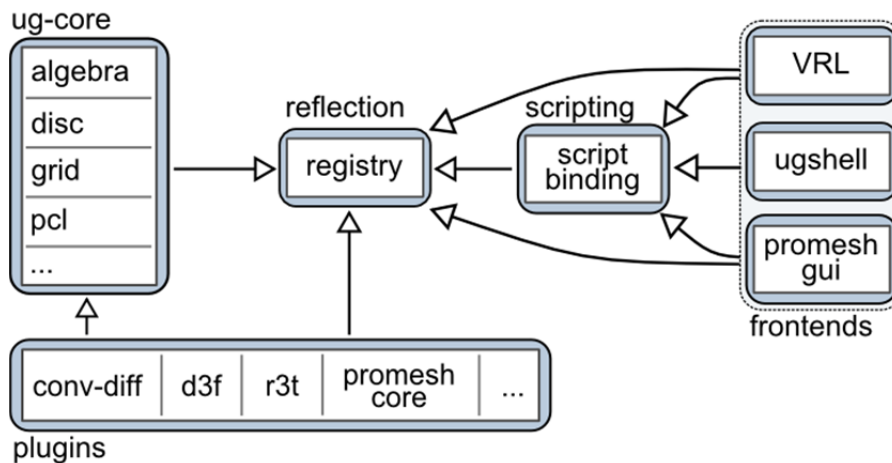 ug-core
algebra
disc
grid
pcl
...
reflection
registry
scripting
script
binding
VRL
ugshell
promesh
gui
frontends
conv-diff
d3f
r3t
promesh
core
...
plugins